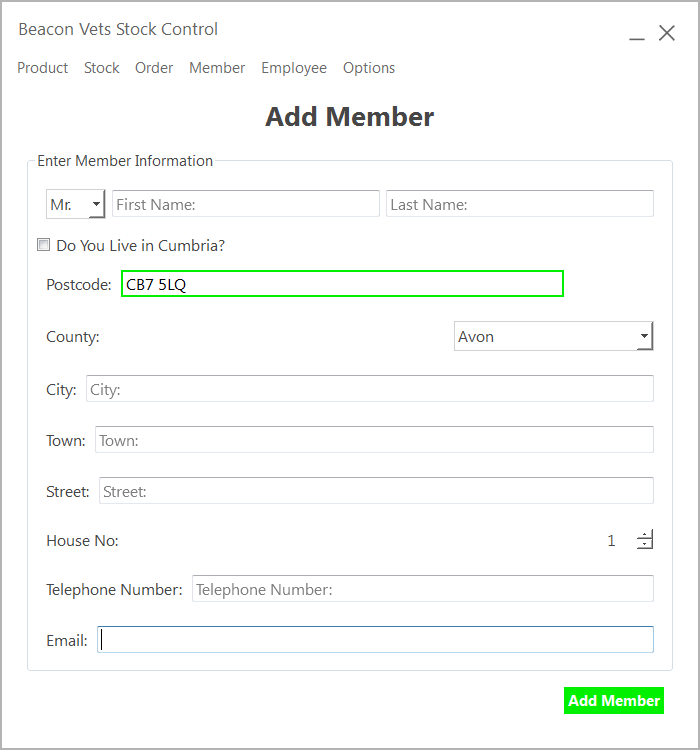 Beacon Vets Stock Control
Product Stock Order Member Employee Options
Add Member
Enter Member Information
Mr. First Name: Last Name:
Do You Live in Cumbria?
Postcode: CB7 5LQ
County: Avon
City: City:
Town: Town:
Street: Street:
House No: 1
Telephone Number: Telephone Number:
Email:
Add Member